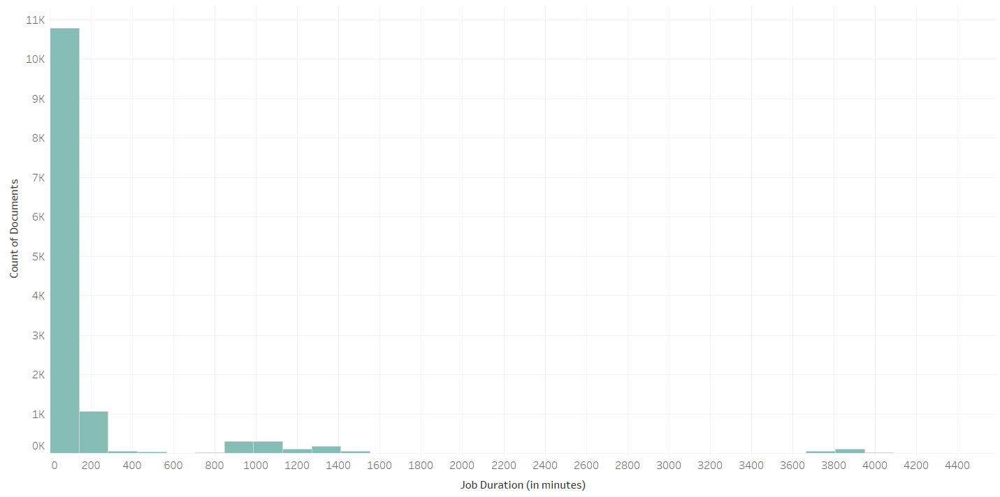 11K
10K
9K
8K
7K
6K
5K
4K
3K
2K
1K
0K
Count of Documents
0 200 400 600 800 1000 1200 1400 1600 1800 2000 2200 2400 2600 2800 3000 3200 3400 3600 3800 4000 4200 4400
Job Duration (in minutes)